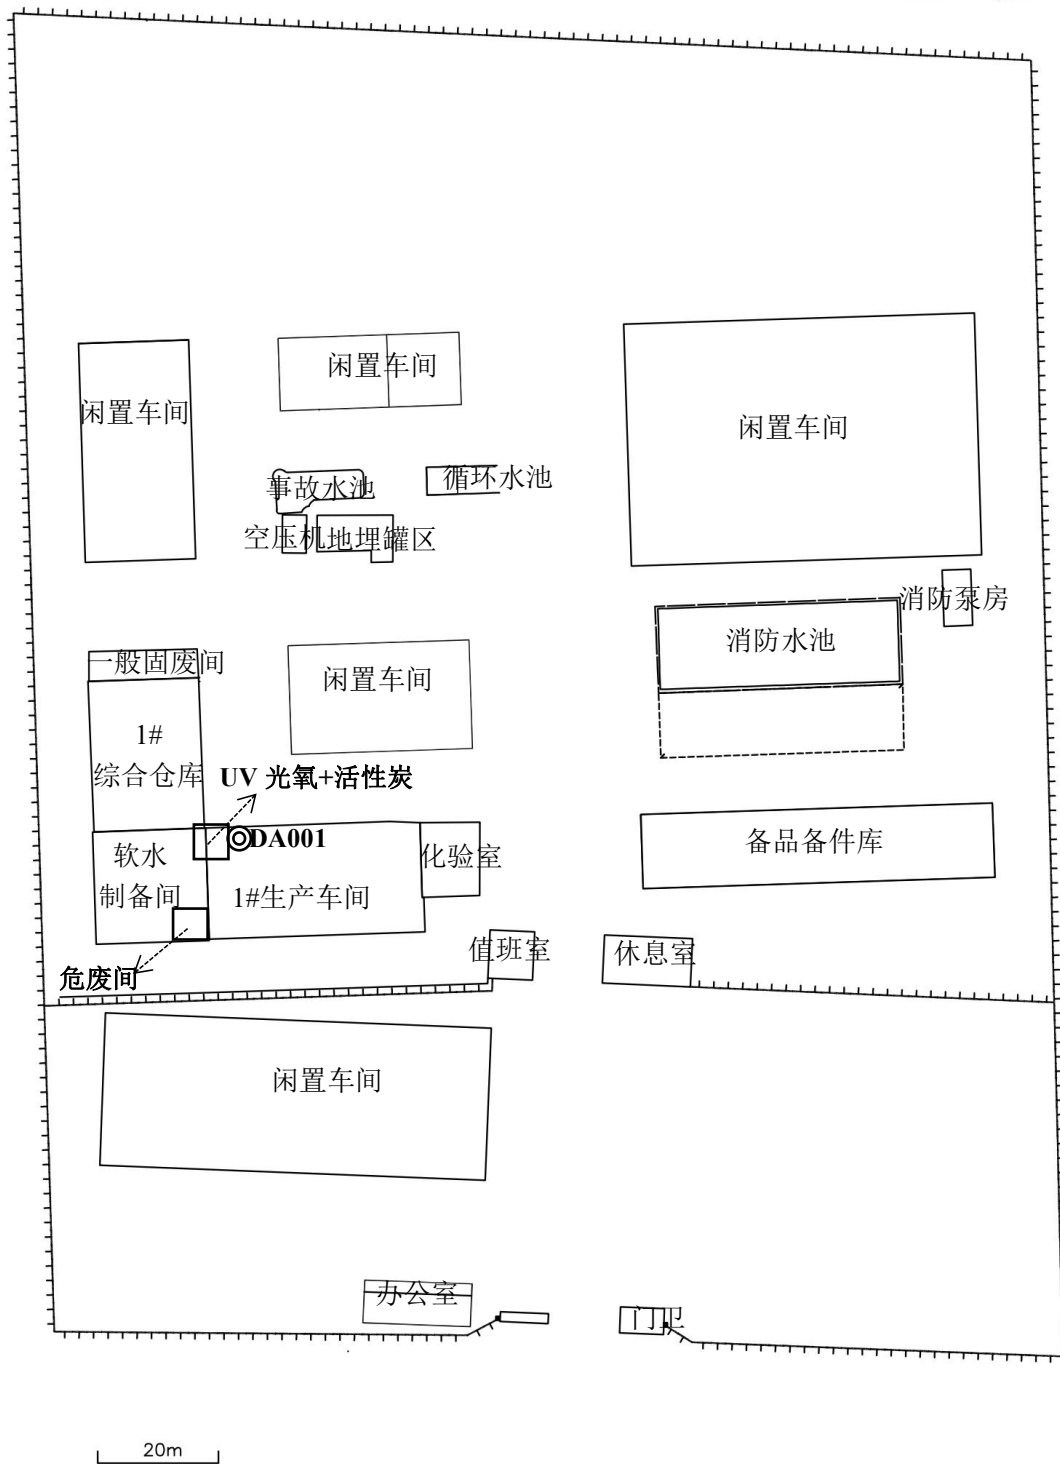 闲置车间
闲置车间
闲置车间
事故水池
循环水池
空压机
地埋罐区
消防泵房
消防水池
一般固废间
闲置车间
1#
综合仓库
UV 光氧+活性炭
DA001
软水
制备间
1#生产车间
化验室
备品备件库
值班室
休息室
危废间
闲置车间
办公室
门卫
20m